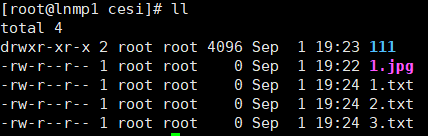 [root@lnmp1 cesi]# ll
total 4
drwxr-xr-x 2 root root 4096 Sep  1 19:23 111
-rw-r--r-- 1 root root    0 Sep  1 19:22 1.jpg
-rw-r--r-- 1 root root    0 Sep  1 19:24 1.txt
-rw-r--r-- 1 root root    0 Sep  1 19:24 2.txt
-rw-r--r-- 1 root root    0 Sep  1 19:24 3.txt